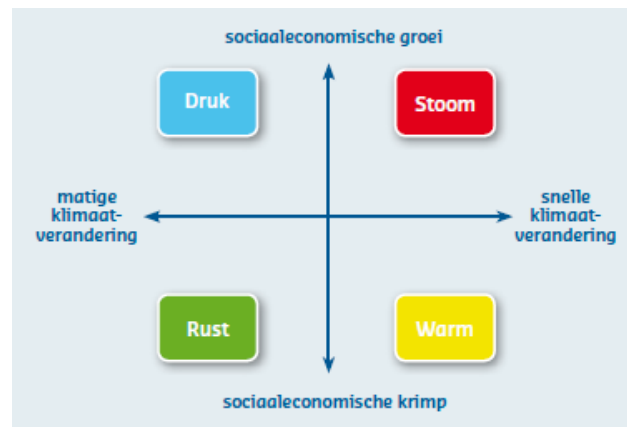 sociaaleconomische groei
Druk
Stoom
matige
klimaat-
verandering
snelle
klimaat-
verandering
Rust
Warm
sociaaleconomische krimp